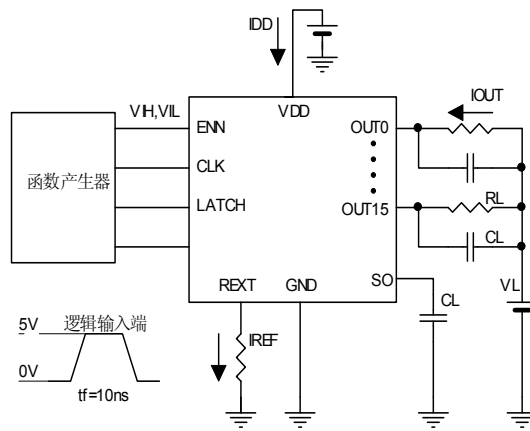 IDD
VDD
VIH,VIL
IOUT
ENN
OUT0
CLK
函数产生器
LATCH
OUT15
RL
CL
SO
REXT
GND
CL
VL
5V
逻辑输入端
IREF
0V
tf=10ns